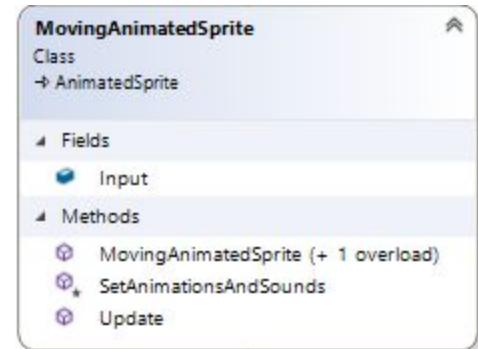 MovingAnimatedSprite
Class
→ AnimatedSprite
Fields
Input
Methods
MovingAnimatedSprite (+ 1 overload)
SetAnimationsAndSounds
Update